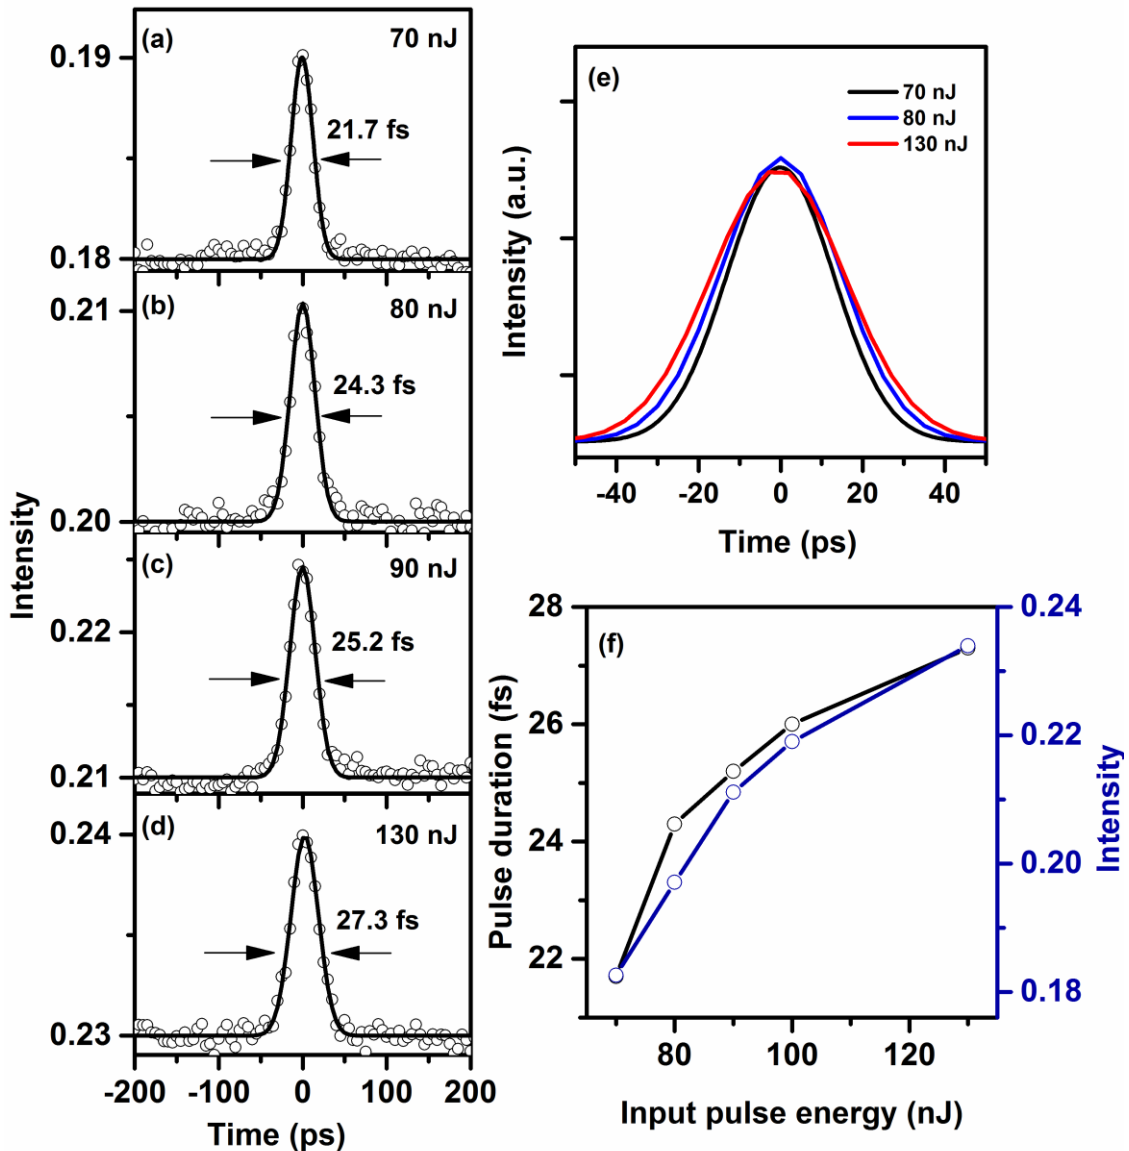 (a) 70 nJ
0.19
21.7 fs
0.18
(b) 80 nJ
0.21
24.3 fs
0.20
(c) 90 nJ
0.22
25.2 fs
0.21
(d) 130 nJ
0.24
27.3 fs
0.23
-200 -100 0 100 200
Time (ps)
Intensity
(e)
70 nJ
80 nJ
130 nJ
Intensity (a.u.)
-40 -20 0 20 40
Time (ps)
(f)
28
26
24
22
Pulse duration (fs)
0.24
0.22
0.20
0.18
Intensity
80 100 120
Input pulse energy (nJ)